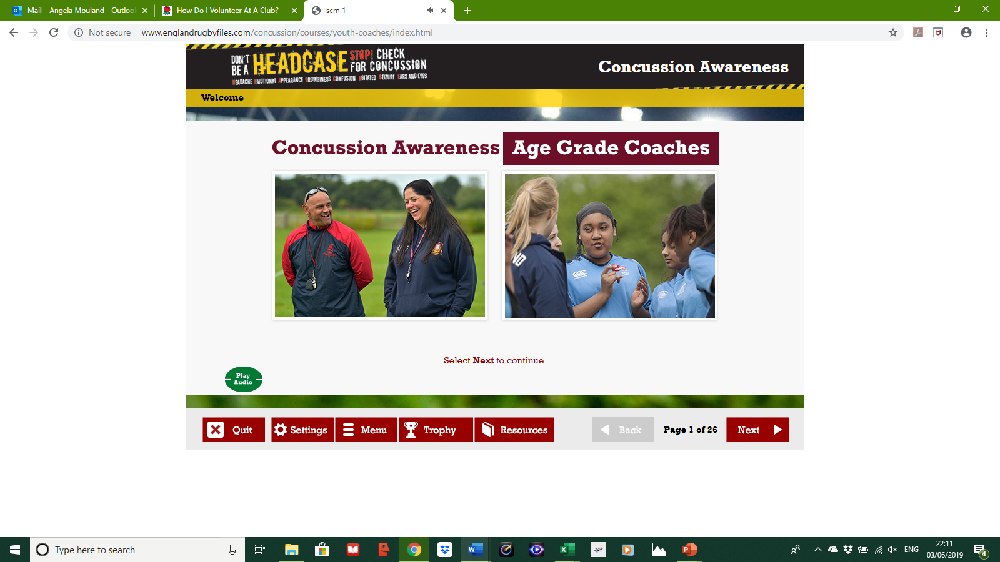 Mail – Angela Mouland - Outlook
How Do I Volunteer At A Club?
scrn 1
Not secure
www.englandrugbyfiles.com/concussion/courses/youth-coaches/index.html
DON'T BE A HEADCASE STOP! CHECK FOR CONCUSSION
HEADACHE EMOTIONAL APPEARANCE DROWSINESS CONFUSION AGITATED SEIZURE EARS AND EYES
Concussion Awareness
Welcome
Concussion Awareness Age Grade Coaches
ND
Select Next to continue.
Play
Audio
Quit
Settings
Menu
Trophy
Resources
Back
Page 1 of 26
Next
Type here to search
ENG
22:11
03/06/2019
4